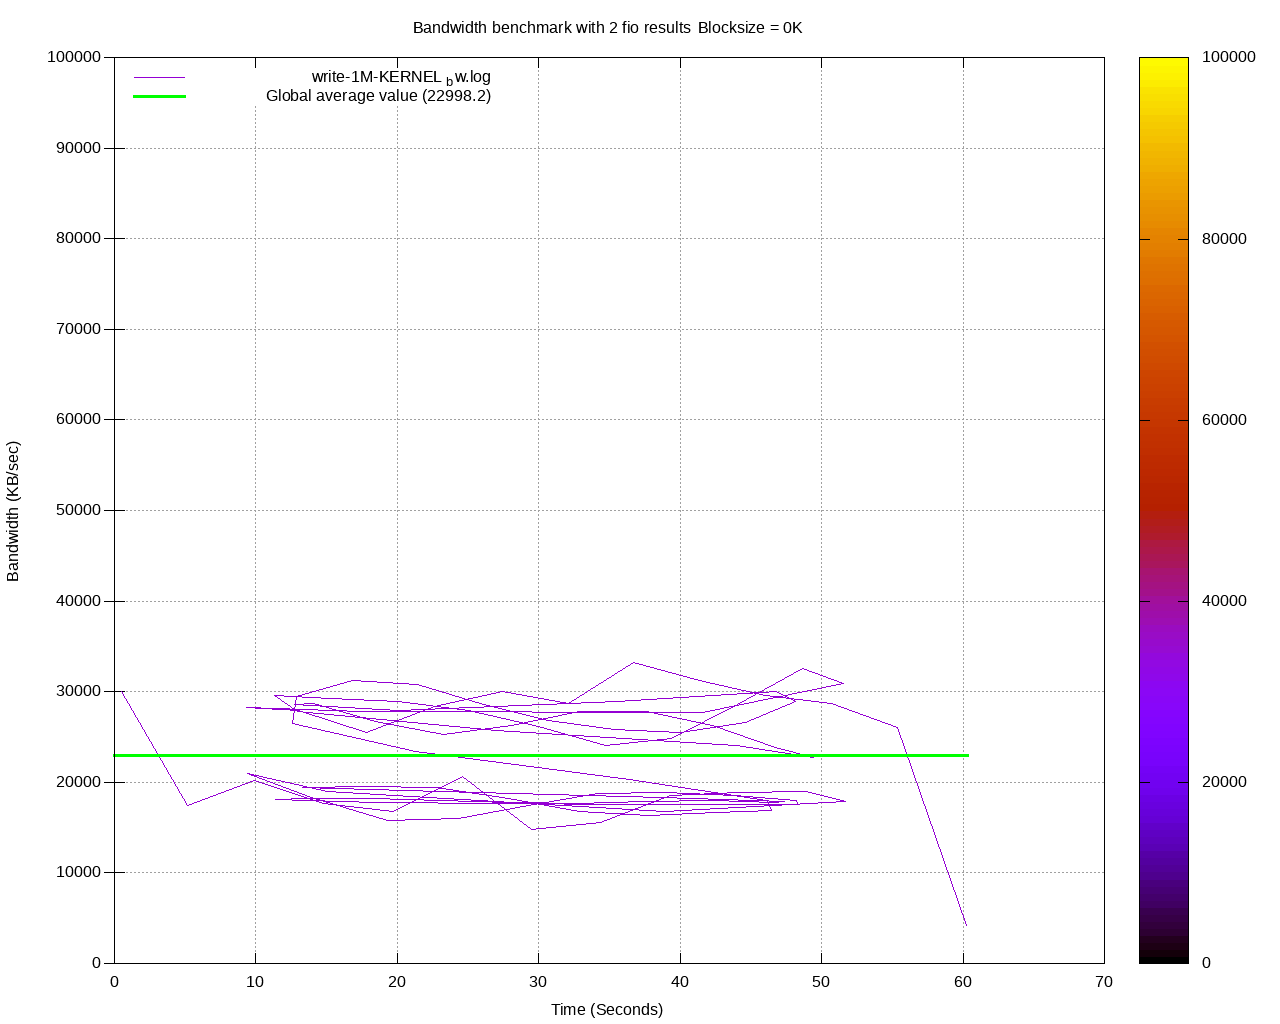 Bandwidth benchmark with 2 fio results Blocksize = 0K
write-1M-KERNEL bw.log
Global average value (22998.2)
100000
90000
80000
70000
60000
50000
40000
30000
20000
10000
0
Bandwidth (KB/sec)
0 10 20 30 40 50 60 70
Time (Seconds)
100000
80000
60000
40000
20000
0